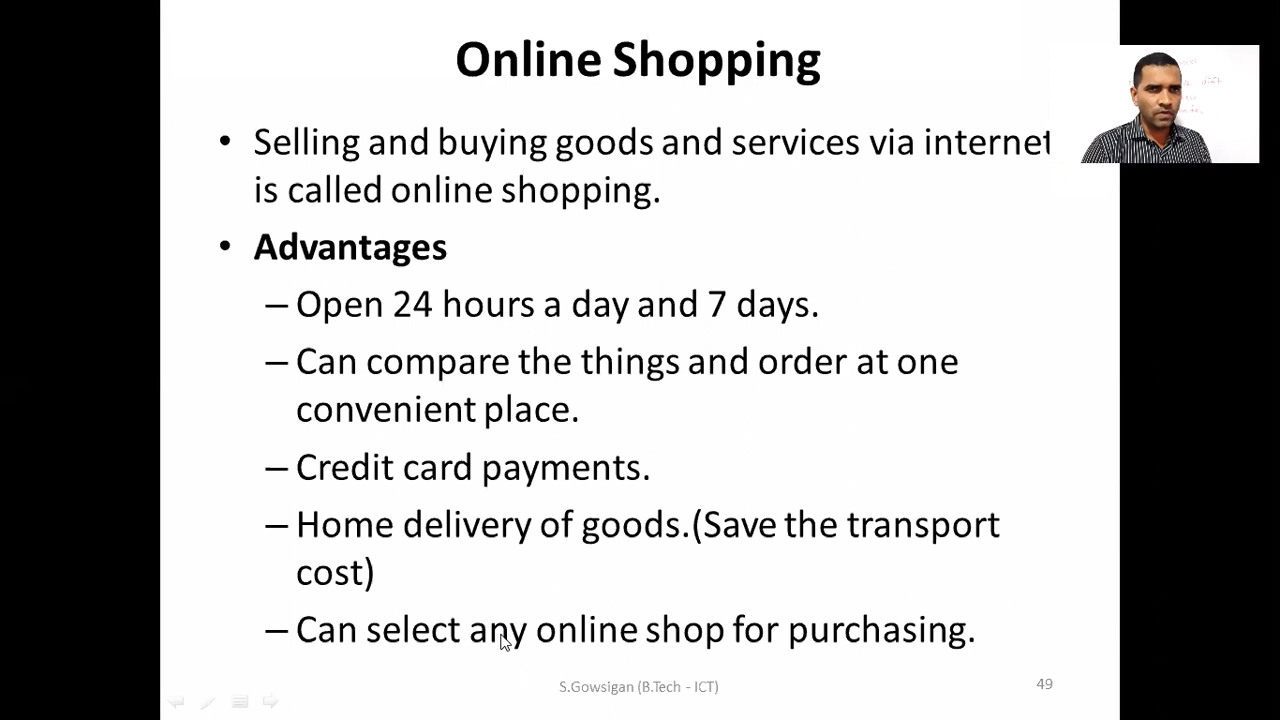 Online Shopping
• Selling and buying goods and services via internet
is called online shopping.
• Advantages
– Open 24 hours a day and 7 days.
– Can compare the things and order at one
convenient place.
– Credit card payments.
– Home delivery of goods.(Save the transport
cost)
– Can select any online shop for purchasing.
S.Gowsigan (B.Tech - ICT)
49